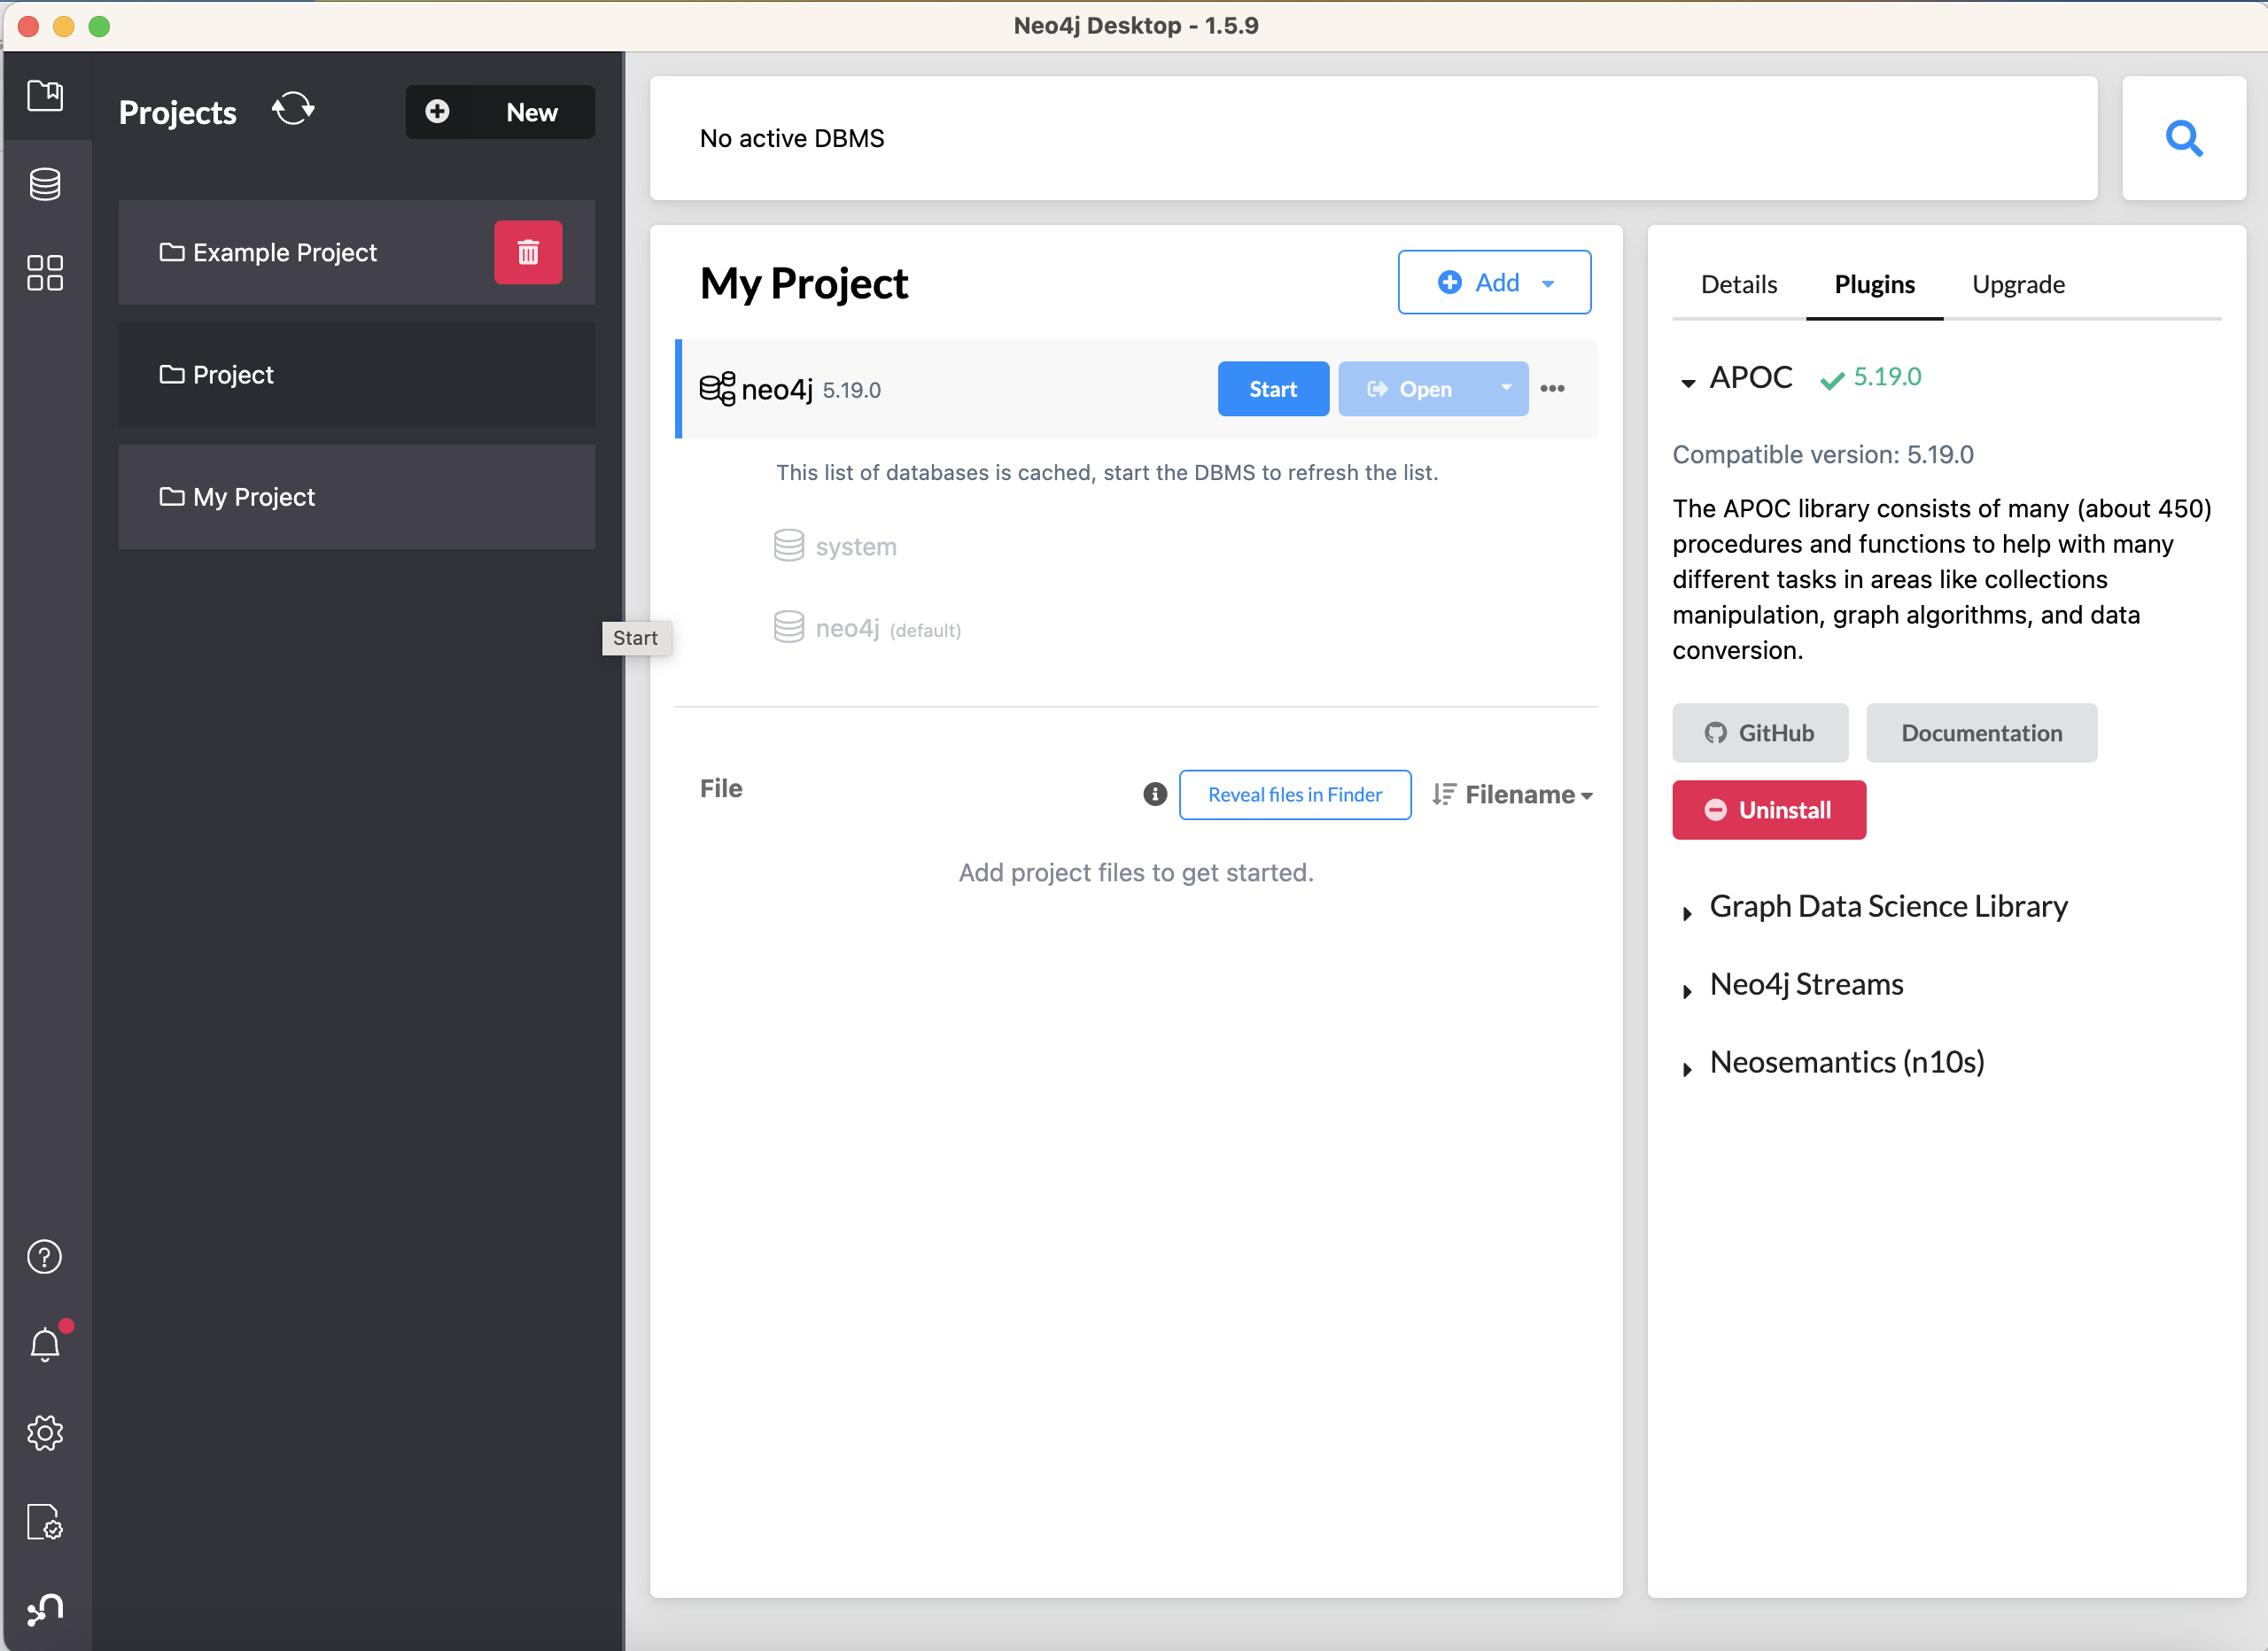 Neo4j Desktop - 1.5.9
Projects
New
Example Project
Project
My Project
Start
No active DBMS
My Project
Add
neo4j 5.19.0
Start
Open
This list of databases is cached, start the DBMS to refresh the list.
system
neo4j (default)
File
Reveal files in Finder
Filename
Add project files to get started.
Details
Plugins
Upgrade
APOC
5.19.0
Compatible version: 5.19.0
The APOC library consists of many (about 450)
procedures and functions to help with many
different tasks in areas like collections
manipulation, graph algorithms, and data
conversion.
GitHub
Documentation
Uninstall
Graph Data Science Library
Neo4j Streams
Neosemantics (n10s)